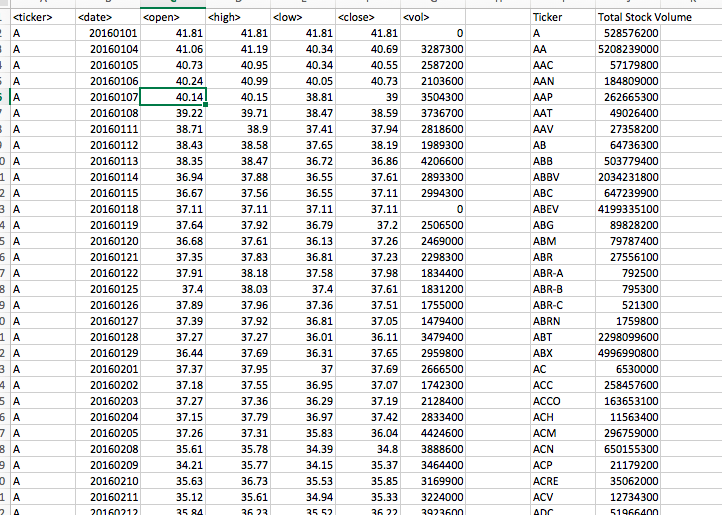 <ticker> <date> <open> <high> <low> <close> <vol> Ticker Total Stock Volume
A 20160101 41.81 41.81 41.81 41.81 0 A 528576200
A 20160104 41.06 41.19 40.34 40.69 3287300 AA 5208239000
A 20160105 40.73 40.95 40.34 40.55 2587200 AAC 57179800
A 20160106 40.24 40.99 40.05 40.73 2103600 AAN 184809000
A 20160107 40.14 40.15 38.81 39 3504300 AAP 262665300
A 20160108 39.22 39.71 38.47 38.59 3736700 AAT 49026400
A 20160111 38.71 38.9 37.41 37.94 2818600 AAV 27358200
A 20160112 38.43 38.58 37.65 38.19 1989300 AB 64736300
A 20160113 38.35 38.47 36.72 36.86 4206600 ABB 503779400
A 20160114 36.94 37.88 36.55 37.61 2893300 ABBV 2034231800
A 20160115 36.67 37.56 36.55 37.11 2994300 ABC 647239900
A 20160118 37.11 37.11 37.11 37.11 0 ABEV 4199335100
A 20160119 37.64 37.92 36.79 37.2 2506500 ABG 89828200
A 20160120 36.68 37.61 36.13 37.26 2469000 ABM 79787400
A 20160121 37.35 37.83 36.81 37.23 2298300 ABR 27556100
A 20160122 37.91 38.18 37.58 37.98 1834400 ABR-A 792500
A 20160125 37.4 38.03 37.4 37.61 1831200 ABR-B 795300
A 20160126 37.89 37.96 37.36 37.51 1755000 ABR-C 521300
A 20160127 37.39 37.92 36.81 37.05 1479400 ABRN 1759800
A 20160128 37.27 37.27 36.01 36.11 3479400 ABT 2298099600
A 20160129 36.44 37.69 36.31 37.65 2959800 ABX 4996990800
A 20160201 37.37 37.95 37 37.69 2666500 AC 6530000
A 20160202 37.18 37.55 36.95 37.07 1742300 ACC 258457600
A 20160203 37.27 37.36 36.29 37.19 2128400 ACCO 163653100
A 20160204 37.15 37.79 36.97 37.42 2833400 ACH 11563400
A 20160205 37.26 37.31 35.83 36.04 4424600 ACM 296759000
A 20160208 35.61 35.78 34.39 34.8 3888600 ACN 650155300
A 20160209 34.21 35.77 34.15 35.37 3464400 ACP 21179200
A 20160210 35.63 36.73 35.53 35.85 3169900 ACRE 35062000
A 20160211 35.12 35.61 34.94 35.33 3224000 ACV 12734300
A 20160212 35.84 36.23 35.52 36.22 3923600 ADC 51966400